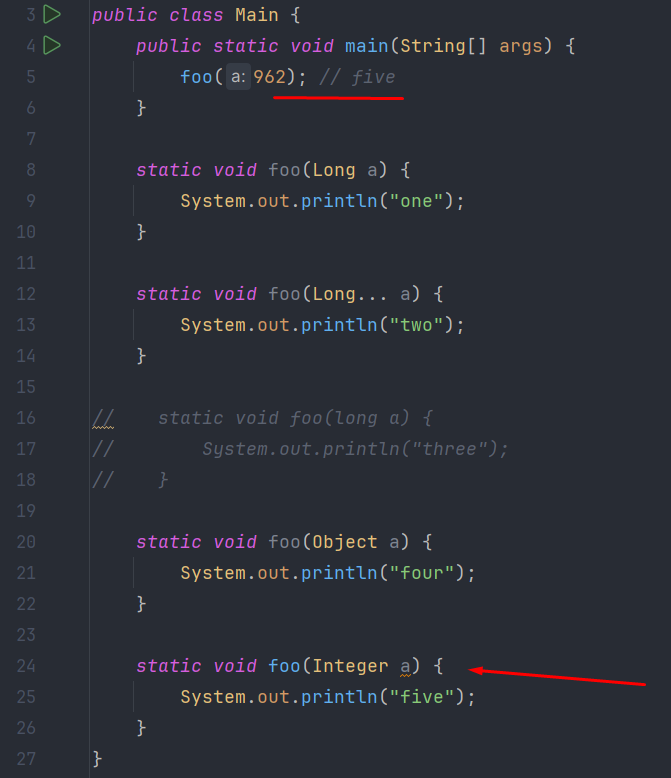 3 public class Main {
4 public static void main(String[] args) {
5 foo( a: 962); // five
6 }
7
8 static void foo(Long a) {
9 System.out.println("one");
10 }
11
12 static void foo(Long... a) {
13 System.out.println("two");
14 }
15
16 // static void foo(long a) {
17 // System.out.println("three");
18 // }
19
20 static void foo(Object a) {
21 System.out.println("four");
22 }
23
24 static void foo(Integer a) {
25 System.out.println("five");
26 }
27 }